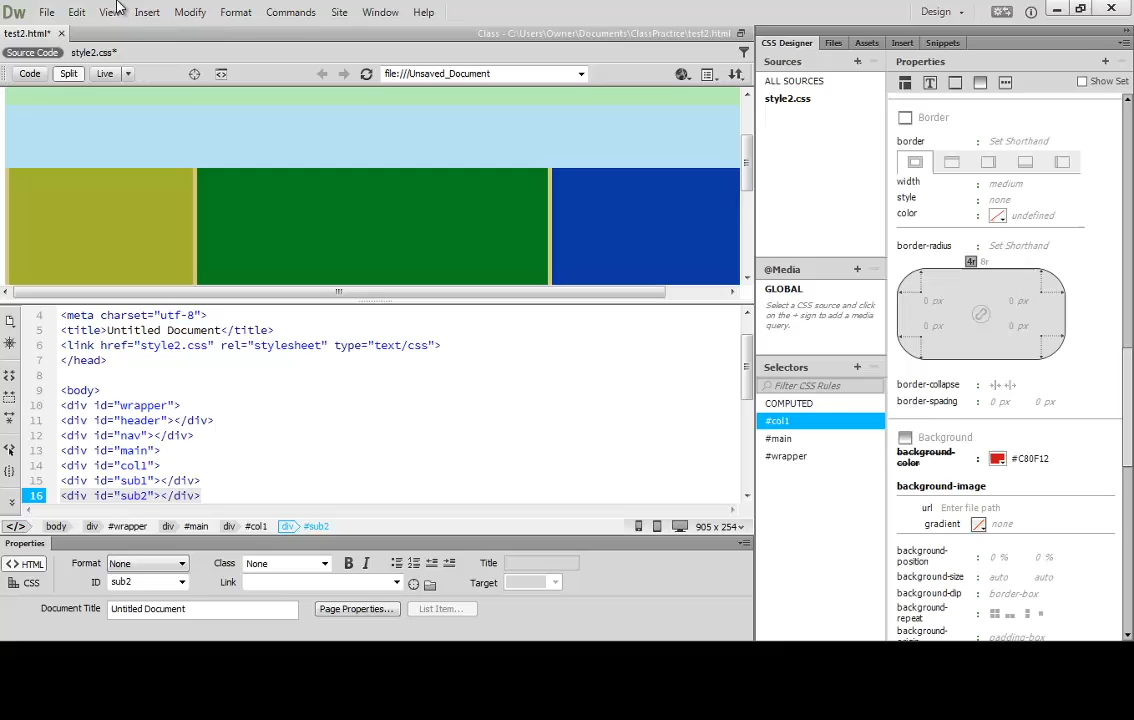 Dw File Edit View Insert Modify Format Commands Site Window Help Design
test2.html* Class - C:\Users\Owner\Documents\ClassPractice\test2.html
Source Code style2.css*
Code Split Live file:///Unsaved_Document
4 <meta charset="utf-8">
5 <title>Untitled Document</title>
6 <link href="style2.css" rel="stylesheet" type="text/css">
7 </head>
8
9 <body>
10 <div id="wrapper">
11 <div id="header"></div>
12 <div id="nav"></div>
13 <div id="main">
14 <div id="col1">
15 <div id="sub1"></div>
16 <div id="sub2"></div>
</> body div #wrapper div #main div #col1 div #sub2 905 x 254
Properties
<> HTML Format None Class None B I Title
CSS ID sub2 Link Target
Document Title Untitled Document Page Properties... List Item...
CSS Designer Files Assets Insert Snippets
Sources
ALL SOURCES
style2.css
@Media
GLOBAL
Select a CSS source and click
on the + sign to add a media
query.
Selectors
Filter CSS Rules
COMPUTED
#col1
#main
#wrapper
Properties
Show Set
Border
border : Set Shorthand
width : medium
style : none
color : undefined
border-radius : Set Shorthand
4r 8r
0 px 0 px
0 px 0 px
border-collapse :
border-spacing : 0 px 0 px
Background
background-
color : #C80F12
background-image
url Enter file path
gradient none
background-
position : 0 % 0 %
background-size : auto auto
background-clip : border-box
background-
repeat :
background-
origin : padding-box